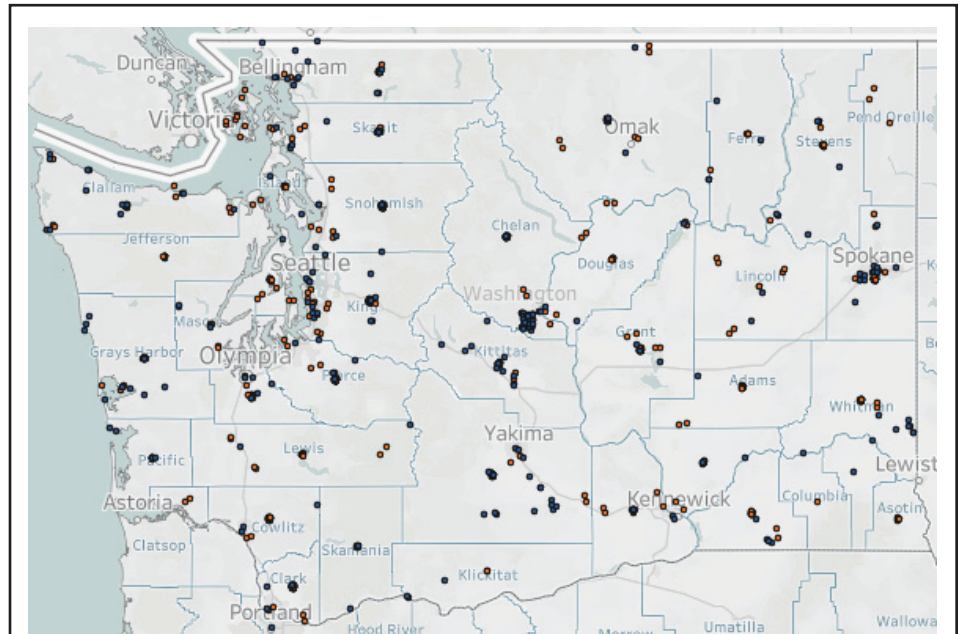 Duncan
Bellingham
Victoria
Skagit
Omak
Ferry
Stevens
Pend Oreille
Clallam
Island
Snohomish
Chelan
Jefferson
Seattle
Douglas
Spokane
Lincoln
Washington
King
Mason
Grays Harbor
Olympia
Kittitas
Grant
Pierce
Adams
Whitman
Yakima
Lewis
Pacific
Lewist
Astoria
Kennewick
Columbia
Asotin
Cowlitz
Clatsop
Skamania
Klickitat
Clark
Portland
Hood River
Morrow
Umatilla
Wallowa